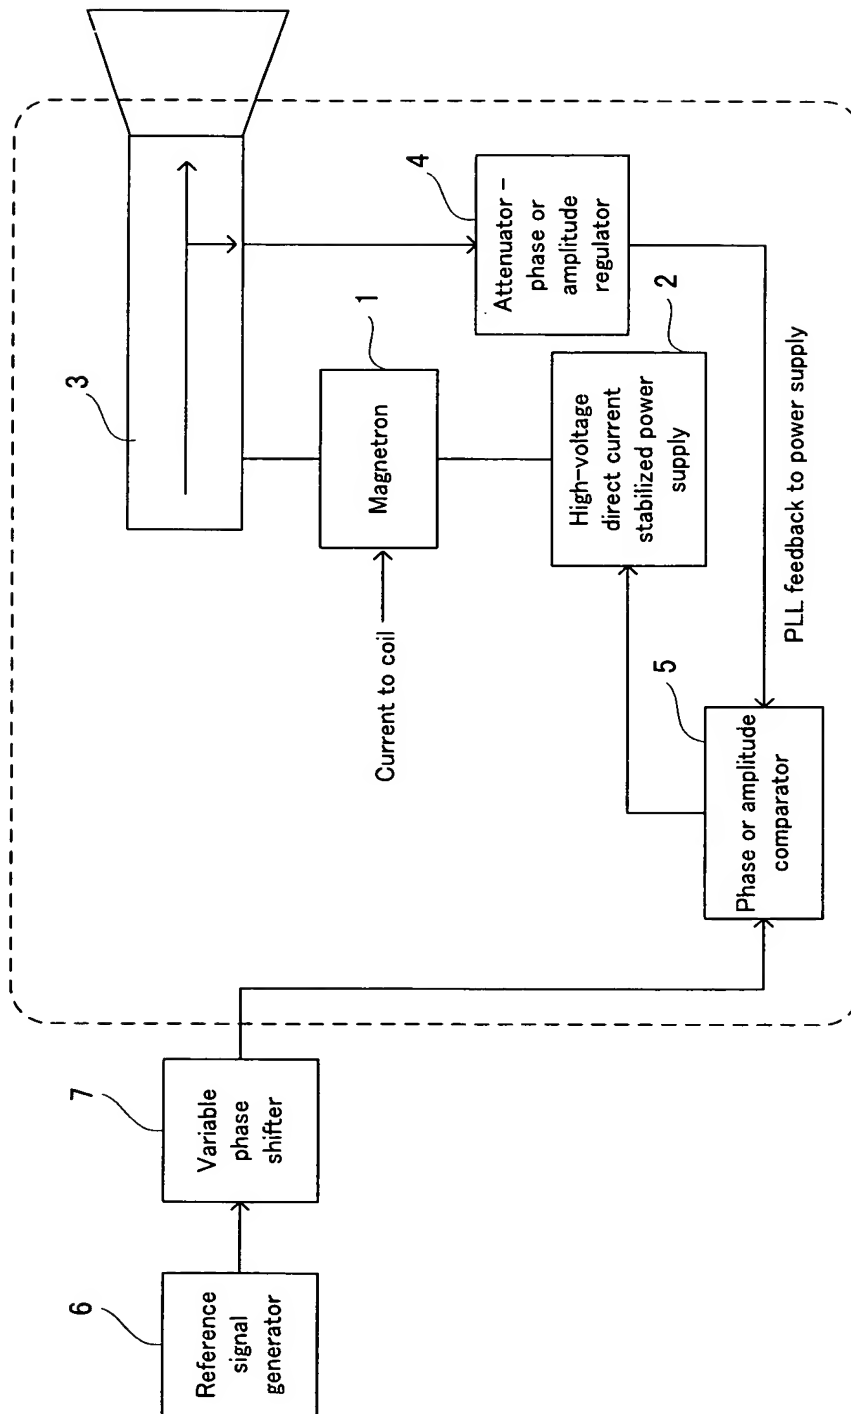 6
Reference
signal
generator
7
Variable
phase
shifter
3
Current to coil
1
Magnetron
4
Attenuator –
phase or
amplitude
regulator
2
High-voltage
direct current
stabilized power
supply
5
Phase or amplitude
comparator
PLL feedback to power supply